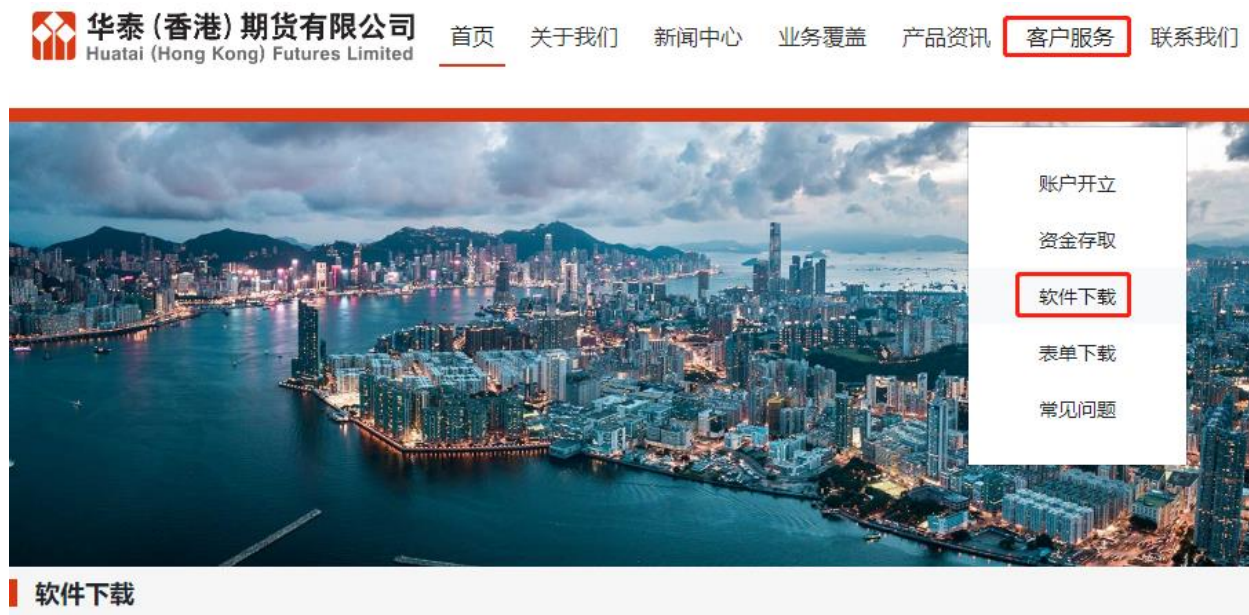 华泰(香港)期货有限公司
Huatai (Hong Kong) Futures Limited
首页 关于我们 新闻中心 业务覆盖 产品资讯 客户服务 联系我们
账户开立
资金存取
软件下载
表单下载
常见问题
软件下载